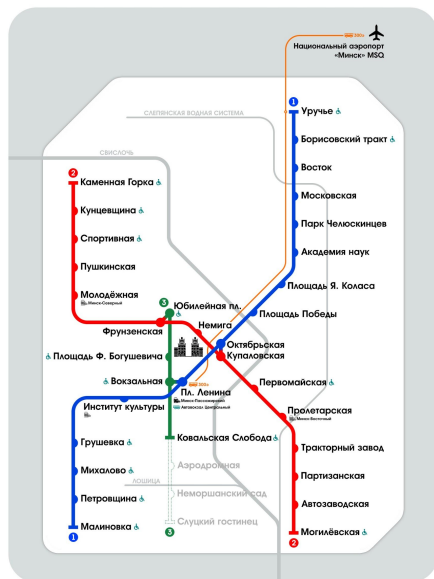 300э
Национальный аэропорт
«Минск» MSQ
1
Уручье
СЛЕПЯНСКАЯ ВОДНАЯ СИСТЕМА
Борисовский тракт
СВИСЛОЧЬ
Восток
2
Каменная Горка
Московская
Кунцевщина
Парк Челюскинцев
Спортивная
Академия наук
Пушкинская
Площадь Я. Коласа
Молодёжная
Минск-Северный
3
Юбилейная пл.
Площадь Победы
Фрунзенская
Немига
Октябрьская
Купаловская
Площадь Ф. Богушевича
Вокзальная
300э
Первомайская
Пл. Ленина
Минск-Пассажирский
Автовокзал Центральный
Институт культуры
Пролетарская
Минск-Восточный
Грушевка
Ковальская Слобода
Тракторный завод
Михалово
Аэродромная
Партизанская
ЛОШИЦА
Петровщина
Неморшанский сад
Автозаводская
Малиновка
Слуцкий гостинец
Могилёвская
1
3
2